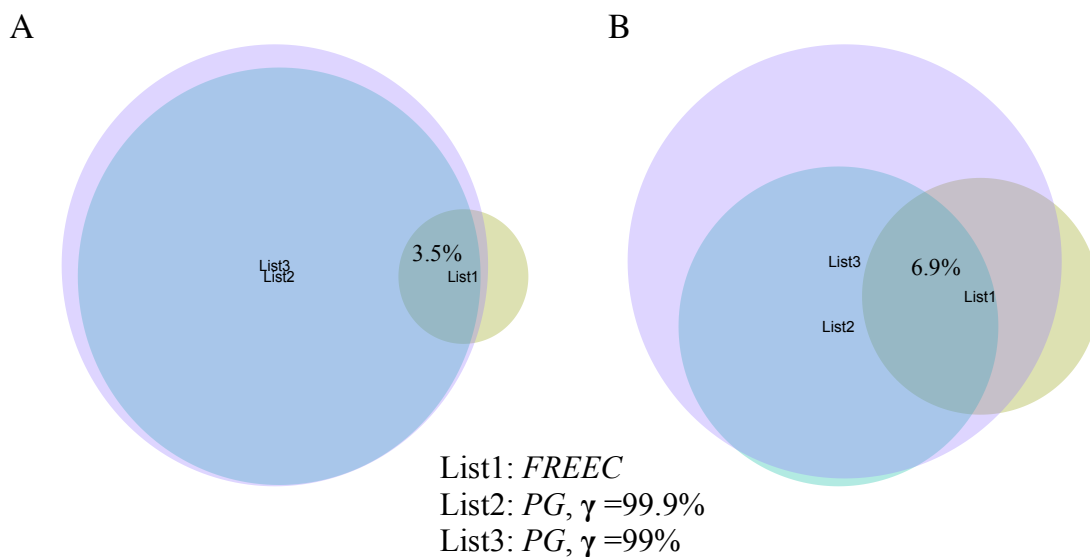 A
B
List3
List2
3.5%
List1
List3
List2
6.9%
List1
List1: FREEC
List2: PG, γ =99.9%
List3: PG, γ =99%